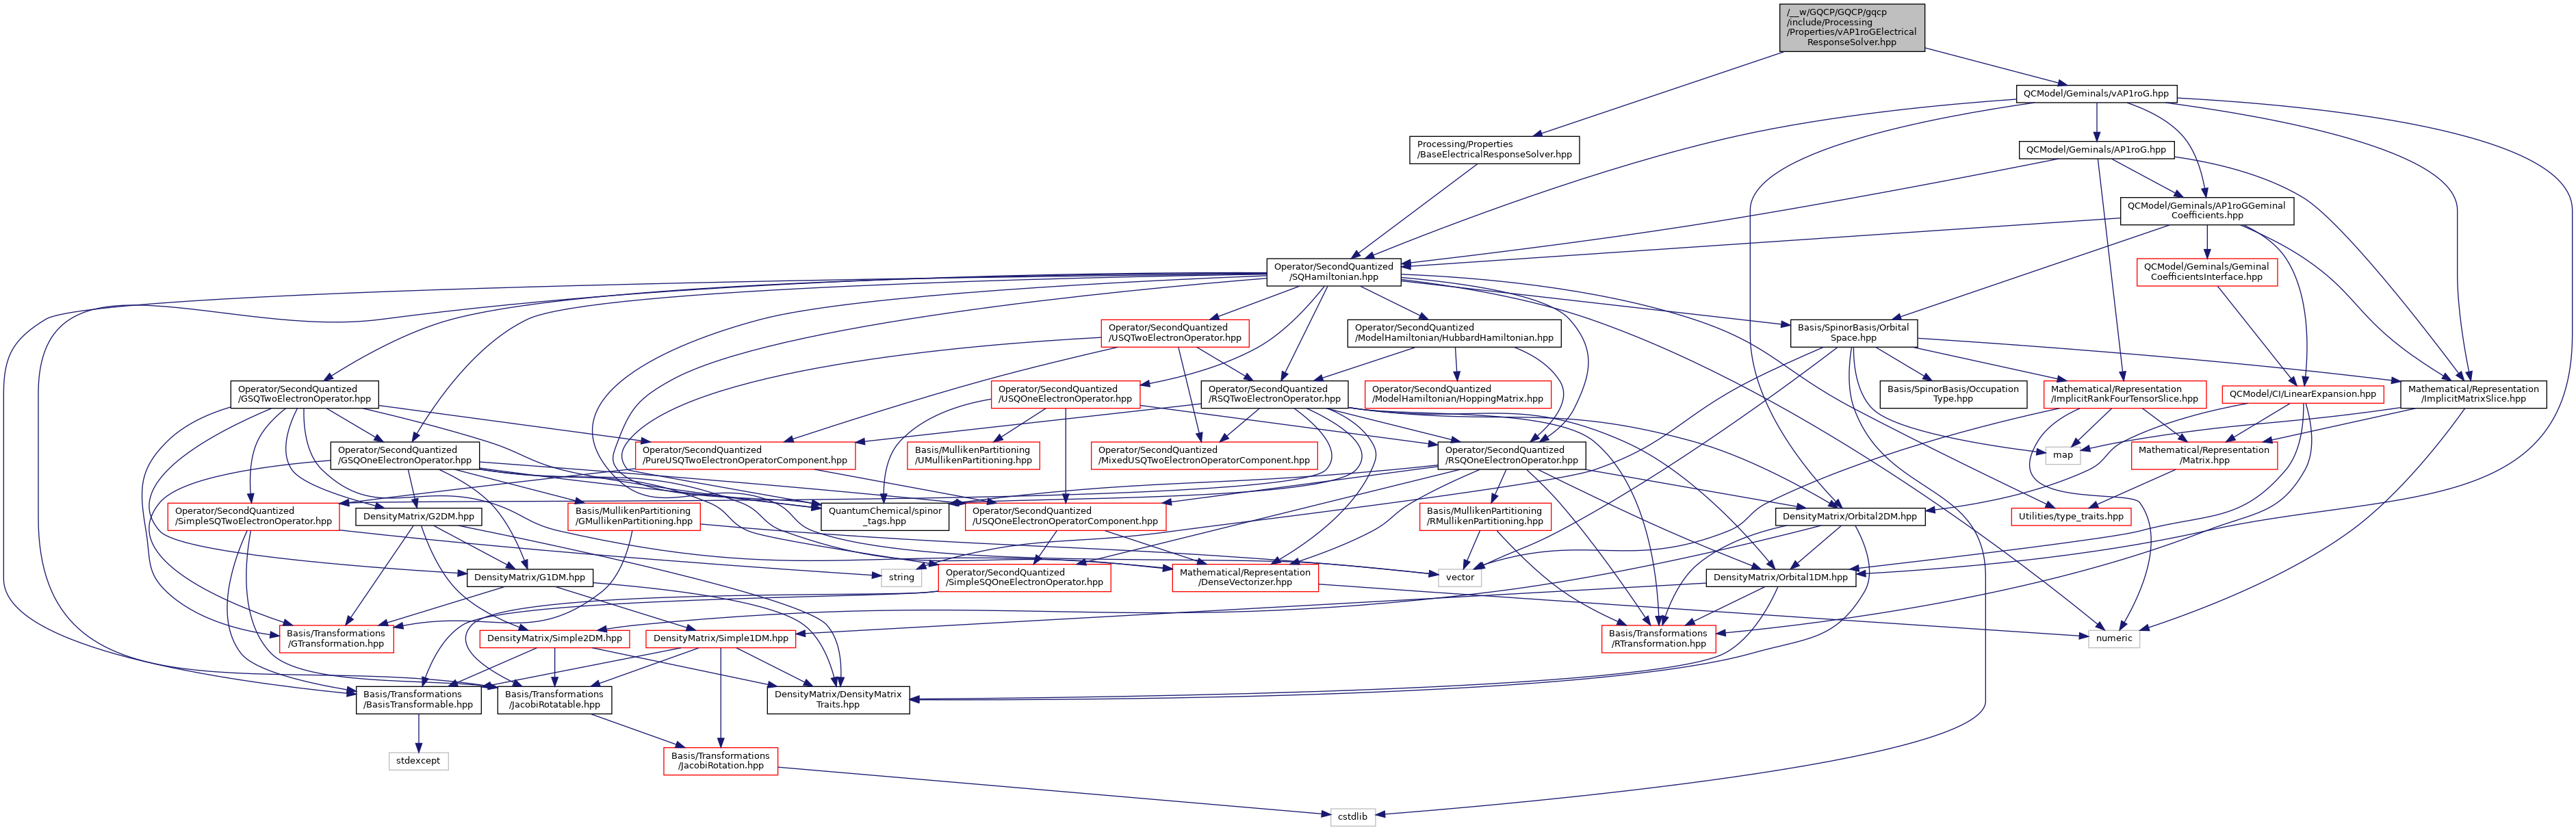 /__w/GQCP/GQCP/gqcp
/include/Processing
/Properties/vAP1roGElectrical
ResponseSolver.hpp
QCModel/Geminals/vAP1roG.hpp
Processing/Properties
/BaseElectricalResponseSolver.hpp
QCModel/Geminals/AP1roG.hpp
QCModel/Geminals/AP1roGGeminal
Coefficients.hpp
Operator/SecondQuantized
/SQHamiltonian.hpp
QCModel/Geminals/Geminal
CoefficientsInterface.hpp
Operator/SecondQuantized
/USQTwoElectronOperator.hpp
Operator/SecondQuantized
/ModelHamiltonian/HubbardHamiltonian.hpp
Basis/SpinorBasis/Orbital
Space.hpp
Operator/SecondQuantized
/GSQTwoElectronOperator.hpp
Operator/SecondQuantized
/USQOneElectronOperator.hpp
Operator/SecondQuantized
/RSQTwoElectronOperator.hpp
Operator/SecondQuantized
/ModelHamiltonian/HoppingMatrix.hpp
Basis/SpinorBasis/Occupation
Type.hpp
Mathematical/Representation
/ImplicitRankFourTensorSlice.hpp
QCModel/CI/LinearExpansion.hpp
Mathematical/Representation
/ImplicitMatrixSlice.hpp
Operator/SecondQuantized
/GSQOneElectronOperator.hpp
Operator/SecondQuantized
/PureUSQTwoElectronOperatorComponent.hpp
Basis/MullikenPartitioning
/UMullikenPartitioning.hpp
Operator/SecondQuantized
/MixedUSQTwoElectronOperatorComponent.hpp
Operator/SecondQuantized
/RSQOneElectronOperator.hpp
map
Mathematical/Representation
/Matrix.hpp
Operator/SecondQuantized
/SimpleSQTwoElectronOperator.hpp
DensityMatrix/G2DM.hpp
Basis/MullikenPartitioning
/GMullikenPartitioning.hpp
QuantumChemical/spinor
_tags.hpp
Operator/SecondQuantized
/USQOneElectronOperatorComponent.hpp
Basis/MullikenPartitioning
/RMullikenPartitioning.hpp
DensityMatrix/Orbital2DM.hpp
Utilities/type_traits.hpp
DensityMatrix/G1DM.hpp
string
Operator/SecondQuantized
/SimpleSQOneElectronOperator.hpp
Mathematical/Representation
/DenseVectorizer.hpp
vector
DensityMatrix/Orbital1DM.hpp
Basis/Transformations
/GTransformation.hpp
DensityMatrix/Simple2DM.hpp
DensityMatrix/Simple1DM.hpp
Basis/Transformations
/RTransformation.hpp
numeric
Basis/Transformations
/BasisTransformable.hpp
Basis/Transformations
/JacobiRotatable.hpp
DensityMatrix/DensityMatrix
Traits.hpp
stdexcept
Basis/Transformations
/JacobiRotation.hpp
cstdlib